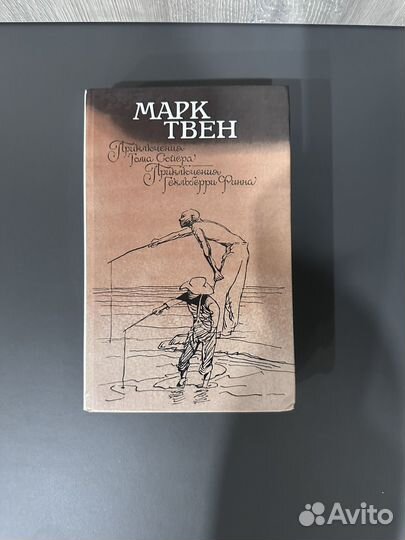 МАРК
ТВЕН
Приключения
Тома Сойера
Приключения
Гекльберри Финна
Avito